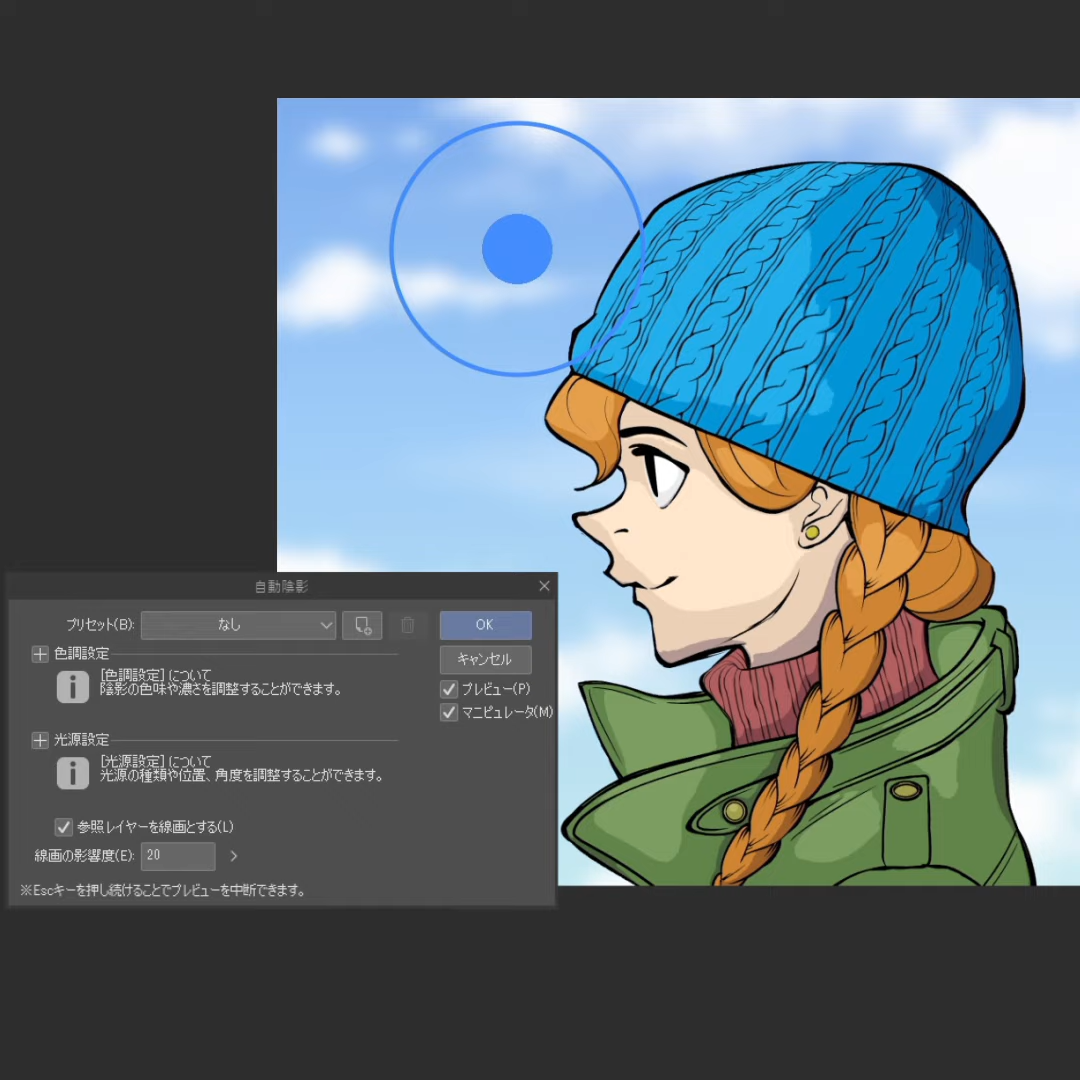 自動陰影
プリセット(B): なし
OK
キャンセル
色調設定
[色調設定]について
陰影の色味や濃さを調整することができます。
プレビュー(P)
マニピュレータ(M)
光源設定
[光源設定]について
光源の種類や位置、角度を調整することができます。
参照レイヤーを線画とする(L)
線画の影響度(E): 20
※Escキーを押し続けることでプレビューを中断できます。